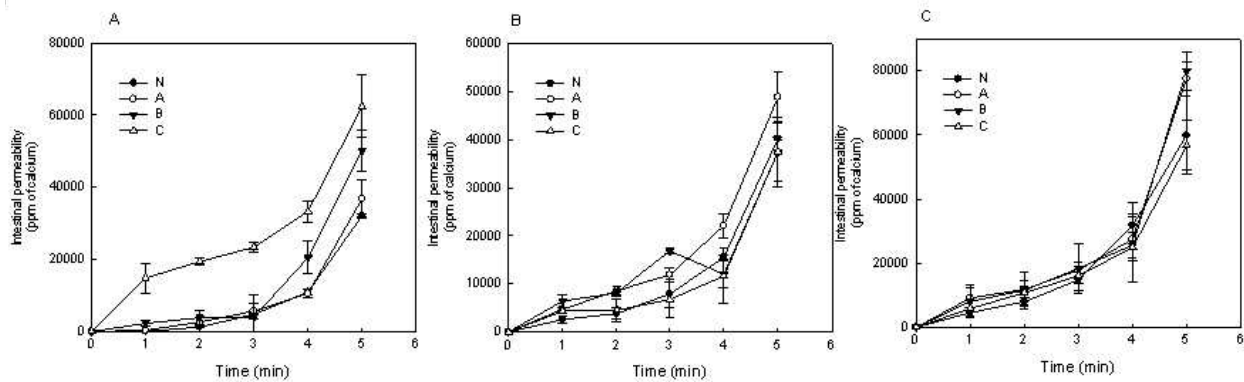 A
80000
60000
40000
20000
0
Intestinal permeability
(ppm of calcium)
N
A
B
C
0 1 2 3 4 5 6
Time (min)
B
60000
50000
40000
30000
20000
10000
0
Intestinal permeability
(ppm of calcium)
N
A
B
C
0 1 2 3 4 5 6
Time (min)
C
80000
60000
40000
20000
0
Intestinal permeability
(ppm of calcium)
N
A
B
C
0 1 2 3 4 5 6
Time (min)